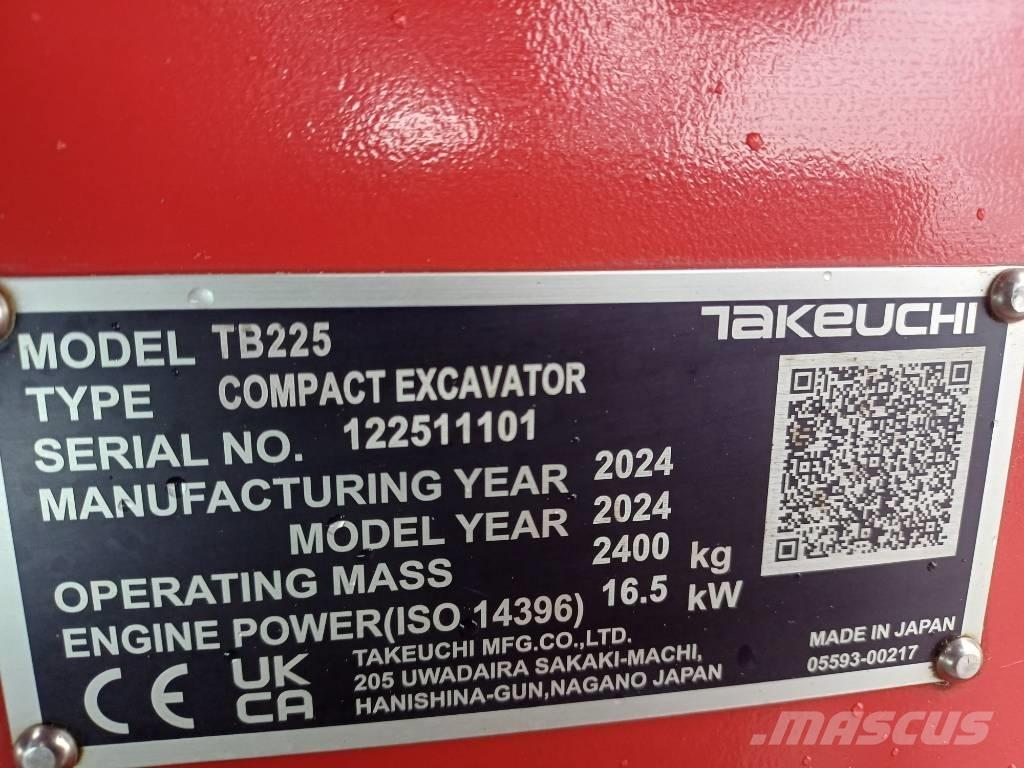 TAKEUCHI
MODEL TB225
TYPE COMPACT EXCAVATOR
SERIAL NO. 122511101
MANUFACTURING YEAR 2024
MODEL YEAR 2024
OPERATING MASS 2400 kg
ENGINE POWER(ISO 14396) 16.5 kW
CE UK CA
TAKEUCHI MFG.CO.,LTD.
205 UWADAIRA SAKAKI-MACHI,
HANISHINA-GUN,NAGANO JAPAN
MADE IN JAPAN
05593-00217
MASCUS